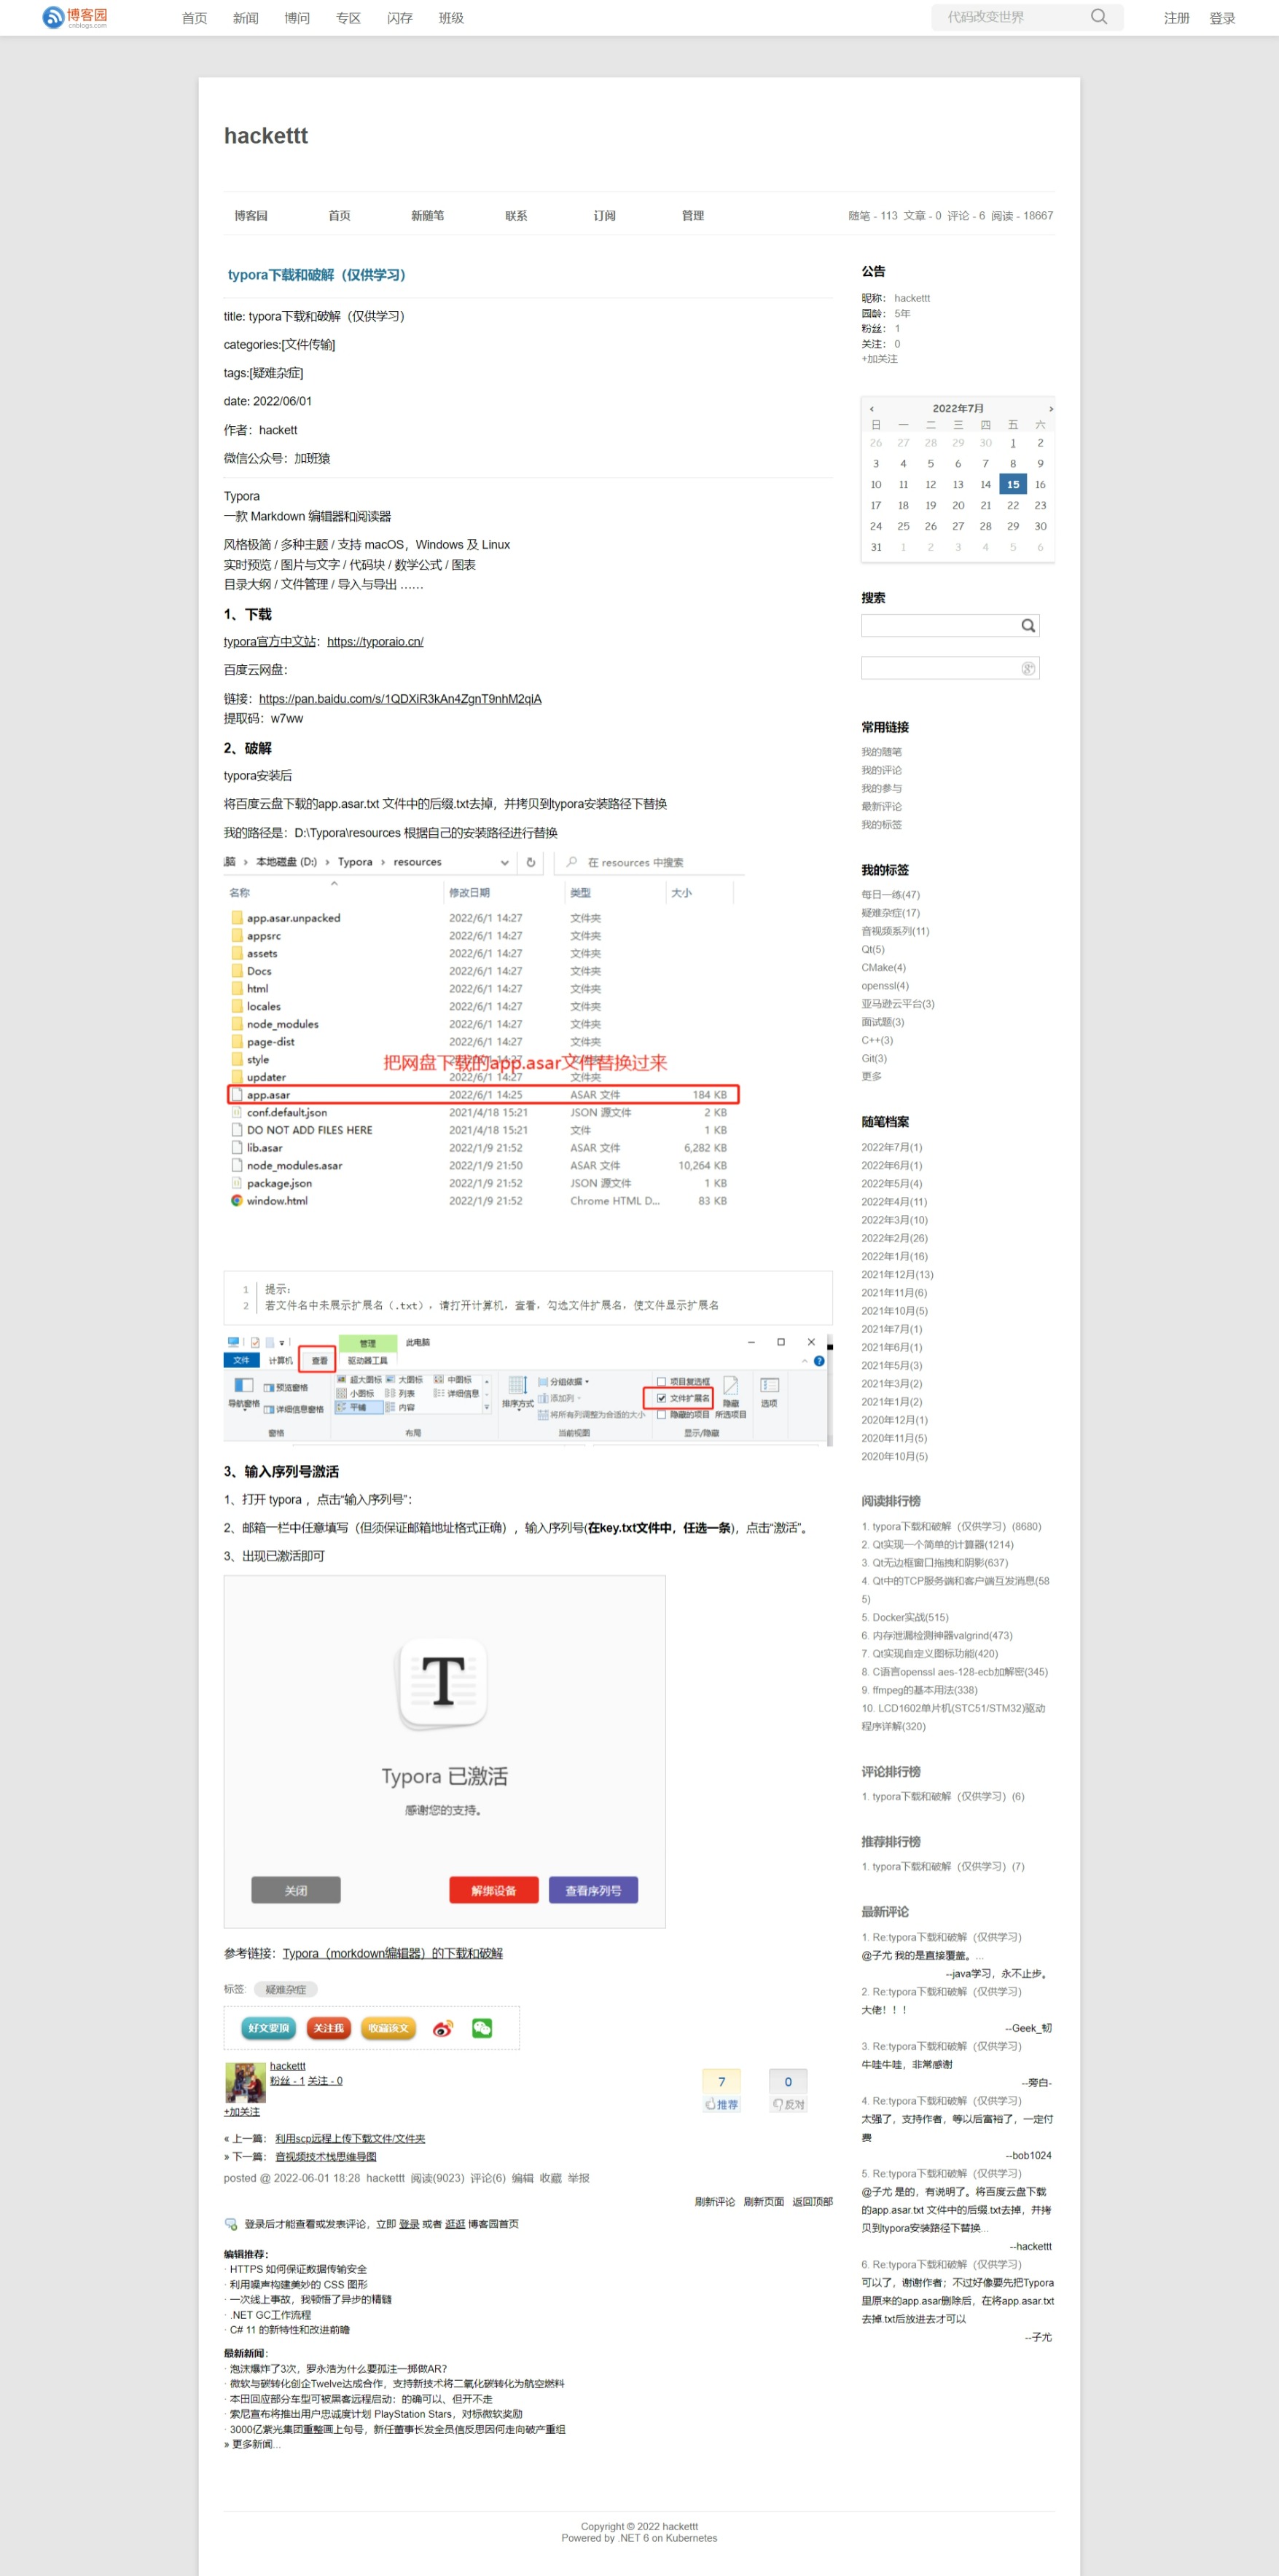 博客园
cnblogs.com
首页 新闻 博问 专区 闪存 班级
代码改变世界
注册 登录
hackettt
博客园 首页 新随笔 联系 订阅 管理
随笔 - 113 文章 - 0 评论 - 6 阅读 - 18667
typora下载和破解（仅供学习）
title: typora下载和破解（仅供学习）
categories:[文件传输]
tags:[疑难杂症]
date: 2022/06/01
作者：hackett
微信公众号：加班猿
Typora
一款 Markdown 编辑器和阅读器
风格极简 / 多种主题 / 支持 macOS，Windows 及 Linux
实时预览 / 图片与文字 / 代码块 / 数学公式 / 图表
目录大纲 / 文件管理 / 导入与导出 ……
1、下载
typora官方中文站：https://typoraio.cn/
百度云网盘：
链接：https://pan.baidu.com/s/1QDXiR3kAn4ZgnT9nhM2qiA
提取码：w7ww
2、破解
typora安装后
将百度云盘下载的app.asar.txt 文件中的后缀.txt去掉，并拷贝到typora安装路径下替换
我的路径是：D:\Typora\resources 根据自己的安装路径进行替换
脑 › 本地磁盘 (D:) › Typora › resources
在 resources 中搜索
名称 修改日期 类型 大小
app.asar.unpacked 2022/6/1 14:27 文件夹
appsrc 2022/6/1 14:27 文件夹
assets 2022/6/1 14:27 文件夹
Docs 2022/6/1 14:27 文件夹
html 2022/6/1 14:27 文件夹
locales 2022/6/1 14:27 文件夹
node_modules 2022/6/1 14:27 文件夹
page-dist 2022/6/1 14:27 文件夹
style 2022/6/1 14:27 文件夹
把网盘下载的app.asar文件替换过来
updater 2022/6/1 14:27 文件夹
app.asar 2022/6/1 14:25 ASAR 文件 184 KB
conf.default.json 2021/4/18 15:21 JSON 源文件 2 KB
DO NOT ADD FILES HERE 2021/4/18 15:21 文件 1 KB
lib.asar 2022/1/9 21:52 ASAR 文件 6,282 KB
node_modules.asar 2022/1/9 21:50 ASAR 文件 10,264 KB
package.json 2022/1/9 21:52 JSON 源文件 1 KB
window.html 2022/1/9 21:52 Chrome HTML D... 83 KB
1 提示：
2 若文件名中未展示扩展名（.txt），请打开计算机，查看，勾选文件扩展名，使文件显示扩展名
管理 此电脑
文件 计算机 查看 驱动器工具
导航窗格 预览窗格 详细信息窗格
窗格
超大图标 大图标 中图标
小图标 列表 详细信息
平铺 内容
布局
排序方式 分组依据
添加列
将所有列调整为合适的大小
当前视图
项目复选框
文件扩展名
隐藏的项目
隐藏所选项目
显示/隐藏
选项
3、输入序列号激活
1、打开 typora ，点击“输入序列号”：
2、邮箱一栏中任意填写（但须保证邮箱地址格式正确），输入序列号(在key.txt文件中，任选一条)，点击“激活”。
3、出现已激活即可
T
Typora 已激活
感谢您的支持。
关闭 解绑设备 查看序列号
参考链接：Typora（morkdown编辑器）的下载和破解
标签: 疑难杂症
好文要顶 关注我 收藏该文
hackettt
粉丝 - 1 关注 - 0
+加关注
7 推荐
0 反对
« 上一篇： 利用scp远程上传下载文件/文件夹
» 下一篇： 音视频技术栈思维导图
posted @ 2022-06-01 18:28 hackettt 阅读(9023) 评论(6) 编辑 收藏 举报
刷新评论 刷新页面 返回顶部
登录后才能查看或发表评论，立即 登录 或者 逛逛 博客园首页
编辑推荐：
· HTTPS 如何保证数据传输安全
· 利用噪声构建美妙的 CSS 图形
· 一次线上事故，我顿悟了异步的精髓
· .NET GC工作流程
· C# 11 的新特性和改进前瞻
最新新闻：
· 泡沫爆炸了3次，罗永浩为什么要孤注一掷做AR？
· 微软与碳转化创企Twelve达成合作，支持新技术将二氧化碳转化为航空燃料
· 本田回应部分车型可被黑客远程启动：的确可以、但开不走
· 索尼宣布将推出用户忠诚度计划 PlayStation Stars，对标微软奖励
· 3000亿紫光集团重整画上句号，新任董事长发全员信反思因何走向破产重组
» 更多新闻...
公告
昵称： hackettt
园龄： 5年
粉丝： 1
关注： 0
+加关注
‹ 2022年7月 ›
日 一 二 三 四 五 六
26 27 28 29 30 1 2
3 4 5 6 7 8 9
10 11 12 13 14 15 16
17 18 19 20 21 22 23
24 25 26 27 28 29 30
31 1 2 3 4 5 6
搜索
常用链接
我的随笔
我的评论
我的参与
最新评论
我的标签
我的标签
每日一练(47)
疑难杂症(17)
音视频系列(11)
Qt(5)
CMake(4)
openssl(4)
亚马逊云平台(3)
面试题(3)
C++(3)
Git(3)
更多
随笔档案
2022年7月(1)
2022年6月(1)
2022年5月(4)
2022年4月(11)
2022年3月(10)
2022年2月(26)
2022年1月(16)
2021年12月(13)
2021年11月(6)
2021年10月(5)
2021年7月(1)
2021年6月(1)
2021年5月(3)
2021年3月(2)
2021年1月(2)
2020年12月(1)
2020年11月(5)
2020年10月(5)
阅读排行榜
1. typora下载和破解（仅供学习）(8680)
2. Qt实现一个简单的计算器(1214)
3. Qt无边框窗口拖拽和阴影(637)
4. Qt中的TCP服务端和客户端互发消息(58
5)
5. Docker实战(515)
6. 内存泄漏检测神器valgrind(473)
7. Qt实现自定义图标功能(420)
8. C语言openssl aes-128-ecb加解密(345)
9. ffmpeg的基本用法(338)
10. LCD1602单片机(STC51/STM32)驱动
程序详解(320)
评论排行榜
1. typora下载和破解（仅供学习）(6)
推荐排行榜
1. typora下载和破解（仅供学习）(7)
最新评论
1. Re:typora下载和破解（仅供学习）
@子尤 我的是直接覆盖。...
--java学习，永不止步。
2. Re:typora下载和破解（仅供学习）
大佬！！！
--Geek_韧
3. Re:typora下载和破解（仅供学习）
牛哇牛哇，非常感谢
--旁白-
4. Re:typora下载和破解（仅供学习）
太强了，支持作者，等以后富裕了，一定付
费
--bob1024
5. Re:typora下载和破解（仅供学习）
@子尤 是的，有说明了。将百度云盘下载
的app.asar.txt 文件中的后缀.txt去掉，并拷
贝到typora安装路径下替换...
--hackettt
6. Re:typora下载和破解（仅供学习）
可以了，谢谢作者；不过好像要先把Typora
里原来的app.asar删除后，在将app.asar.txt
去掉.txt后放进去才可以
--子尤
Copyright © 2022 hackettt
Powered by .NET 6 on Kubernetes